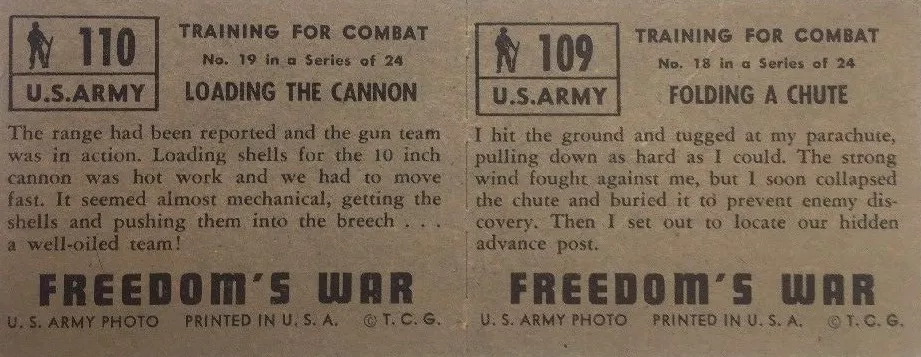 110
U.S.ARMY
TRAINING FOR COMBAT
No. 19 in a Series of 24
LOADING THE CANNON
The range had been reported and the gun team
was in action. Loading shells for the 10 inch
cannon was hot work and we had to move
fast. It seemed almost mechanical, getting the
shells and pushing them into the breech . . .
a well-oiled team!
FREEDOM'S WAR
U. S. ARMY PHOTO PRINTED IN U. S. A. © T. C. G.
109
U.S.ARMY
TRAINING FOR COMBAT
No. 18 in a Series of 24
FOLDING A CHUTE
I hit the ground and tugged at my parachute,
pulling down as hard as I could. The strong
wind fought against me, but I soon collapsed
the chute and buried it to prevent enemy dis-
covery. Then I set out to locate our hidden
advance post.
FREEDOM'S WAR
U. S. ARMY PHOTO PRINTED IN U. S. A. © T. C. G.